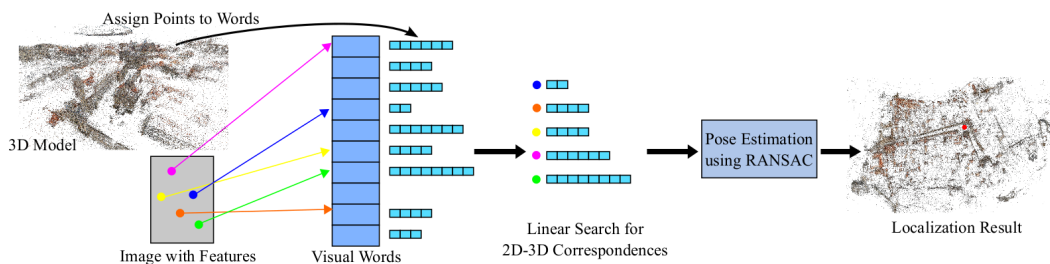 Assign Points to Words
3D Model
Image with Features
Visual Words
Linear Search for
2D-3D Correspondences
Pose Estimation
using RANSAC
Localization Result